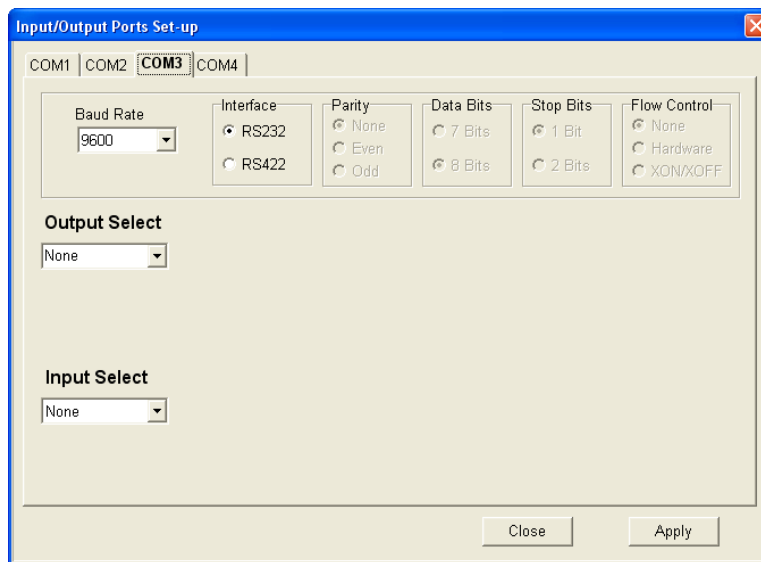 Input/Output Ports Set-up
COM1 COM2 COM3 COM4
Baud Rate
9600
Interface
RS232
RS422
Parity
None
Even
Odd
Data Bits
7 Bits
8 Bits
Stop Bits
1 Bit
2 Bits
Flow Control
None
Hardware
XON/XOFF
Output Select
None
Input Select
None
Close Apply